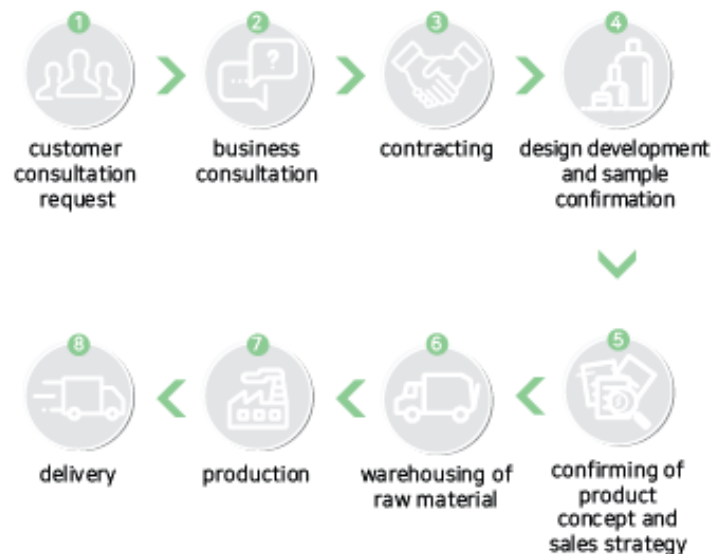 1
customer
consultation
request
2
business
consultation
3
contracting
4
design development
and sample
confirmation
5
confirming of
product
concept and
sales strategy
6
warehousing of
raw material
7
production
8
delivery